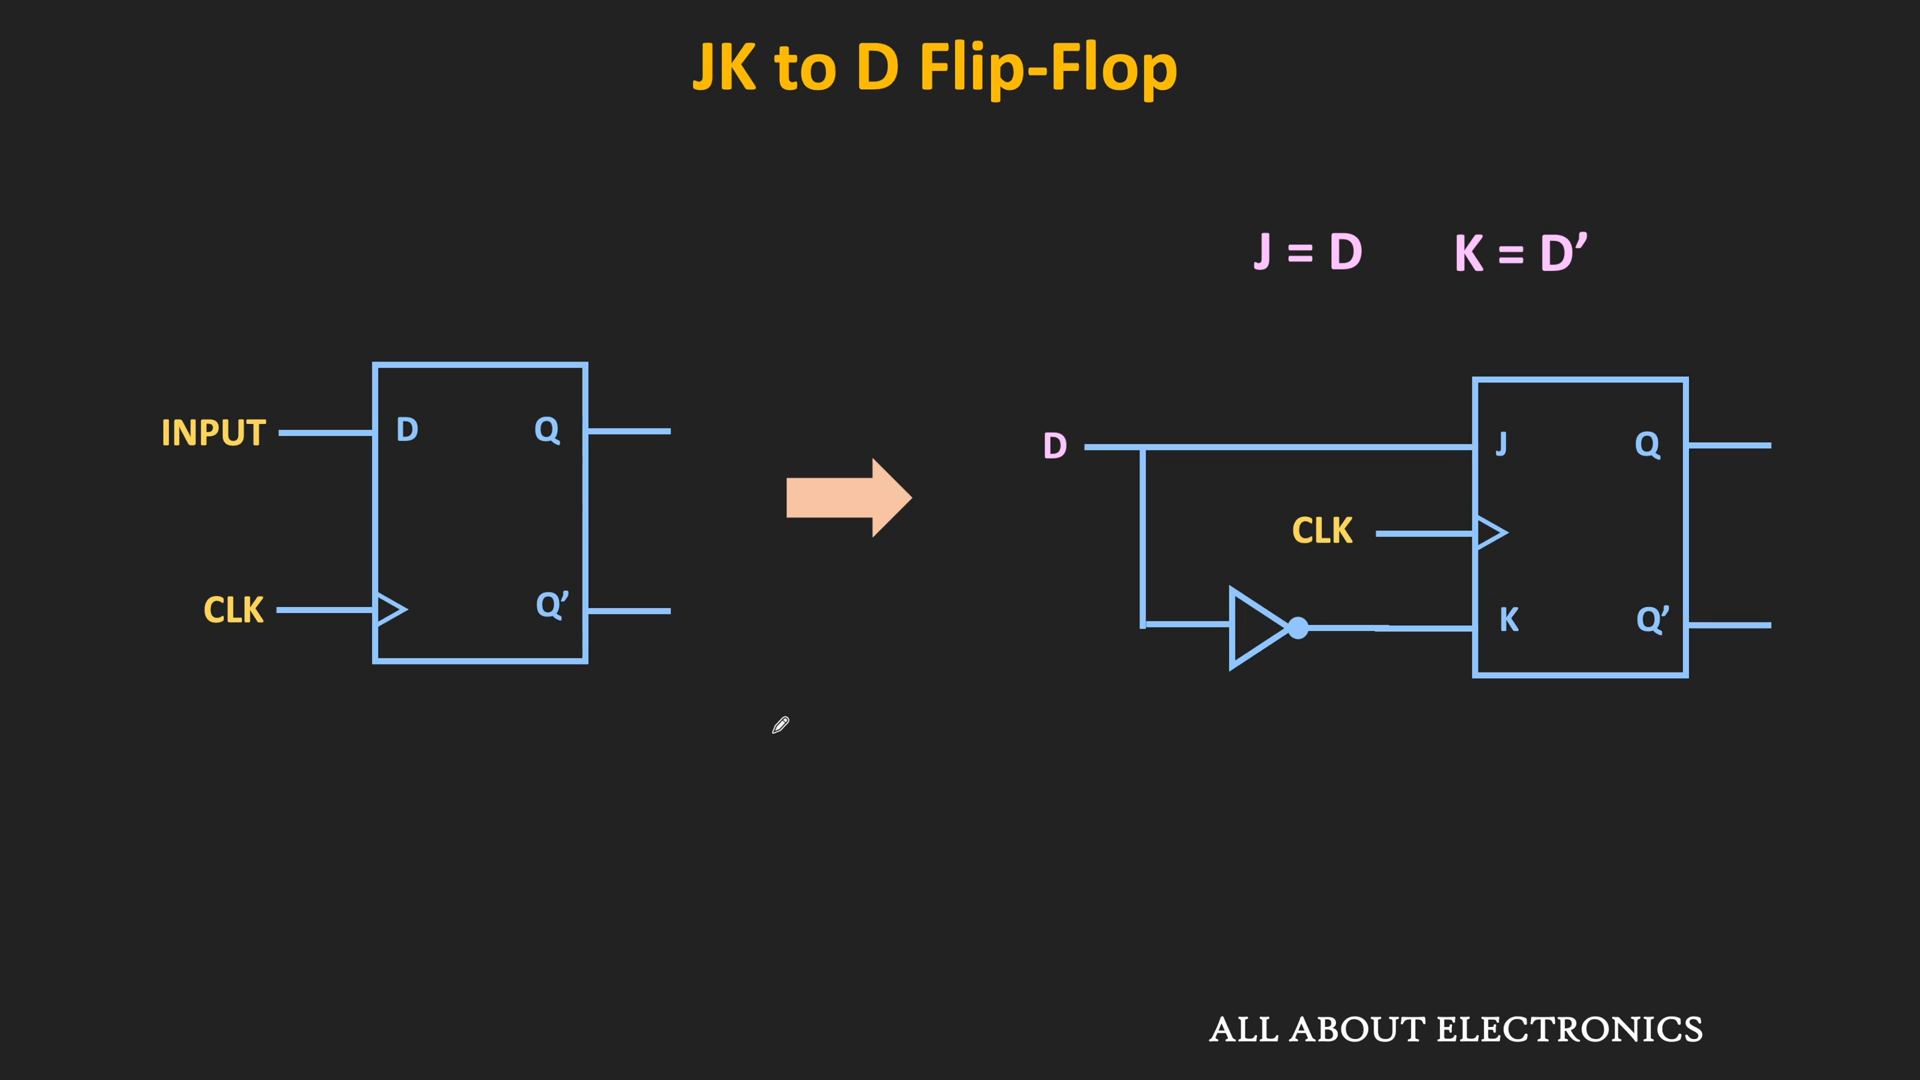 JK to D Flip-Flop
J = D K = D’
INPUT D Q
CLK Q’
D J Q
CLK
K Q’
ALL ABOUT ELECTRONICS